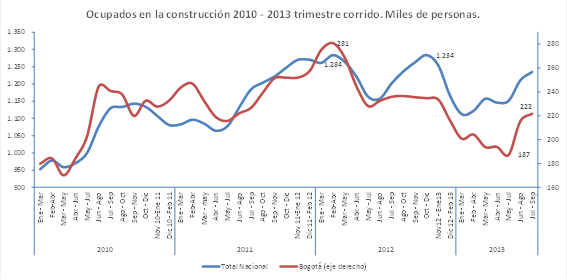 Ocupados en la construcción 2010 - 2013 trimestre corrido. Miles de personas.
1.350
1.300
1.250
1.200
1.150
1.100
1.050
1.000
950
900
280
260
240
220
200
180
160
281
1.284
1.284
222
187
Ene - Mar
Feb-Abr
Mar - May
Abr - Jun
May - Jul
Jun - Ago
Jul - Sep
Ago - Oct
Sep - Nov
Oct - Dic
Nov 10-Ene 11
Dic 10 - Feb 11
Ene - Mar
Feb - Abr
Mar - may
Abr - Jun
May - Jul
Jun - Ago
Jul - Sep
Ago - Oct
Sep - Nov
Oct - Dic
Nov 11-Ene 12
Dic 11 - Feb 12
Ene - Mar
Feb - Abr
Mar - May
Abr - Jun
May - Jul
Jun - Ago
Jul - Sep
Ago - Oct
Sep - Nov
Oct - Dic
Nov12 - Ene13
Dic 12 - Feb 13
Ene - Mar
Feb - Abr
Mar - May
Abr - Jun
May - Jul
Jun - Ago
Jul - Sep
2010
2011
2012
2013
Total Nacional
Bogotá (eje derecho)